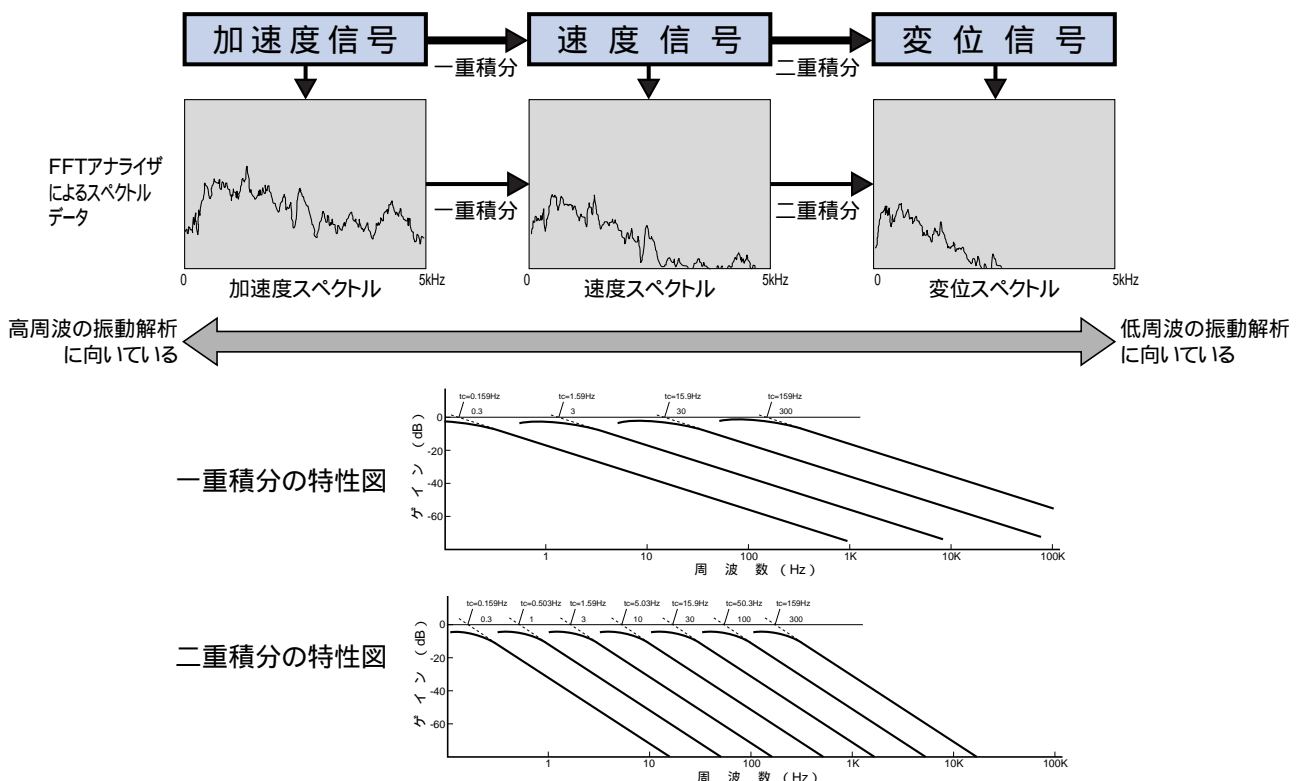 加速度信号
速度信号
変位信号
一重積分
二重積分
FFTアナライザ
によるスペクトル
データ
一重積分
二重積分
0
5kHz
0
5kHz
0
5kHz
加速度スペクトル
速度スペクトル
変位スペクトル
高周波の振動解析
に向いている
低周波の振動解析
に向いている
一重積分の特性図
tc=0.159Hz
tc=1.59Hz
tc=15.9Hz
tc=159Hz
0.3
3
30
300
ゲイン(dB)
0
-20
-40
-60
1
10
100
1K
10K
100K
周波数(Hz)
二重積分の特性図
tc=0.159Hz
tc=0.503Hz
tc=1.59Hz
tc=5.03Hz
tc=15.9Hz
tc=50.3Hz
tc=159Hz
0.3
1
3
10
30
100
300
ゲイン(dB)
0
-20
-40
-60
1
10
100
1K
10K
100K
周波数(Hz)